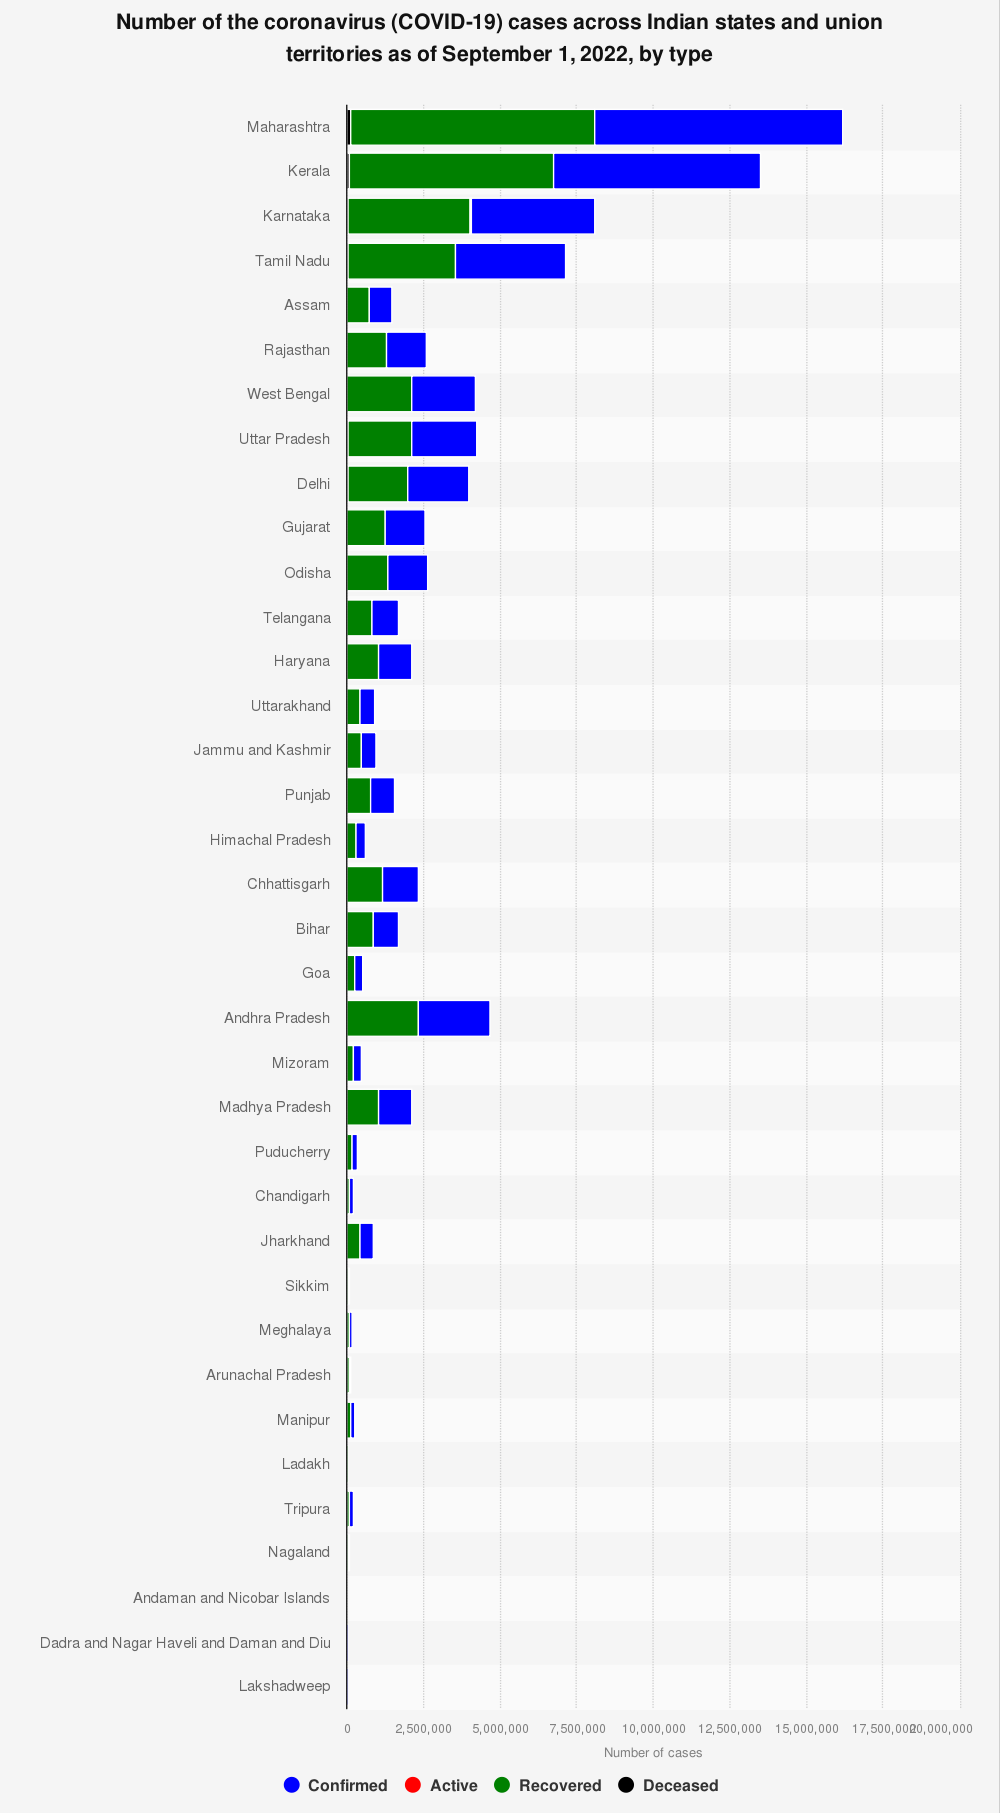 Number of the coronavirus (COVID-19) cases across Indian states and union
territories as of September 1, 2022, by type
Maharashtra
Kerala
Karnataka
Tamil Nadu
Assam
Rajasthan
West Bengal
Uttar Pradesh
Delhi
Gujarat
Odisha
Telangana
Haryana
Uttarakhand
Jammu and Kashmir
Punjab
Himachal Pradesh
Chhattisgarh
Bihar
Goa
Andhra Pradesh
Mizoram
Madhya Pradesh
Puducherry
Chandigarh
Jharkhand
Sikkim
Meghalaya
Arunachal Pradesh
Manipur
Ladakh
Tripura
Nagaland
Andaman and Nicobar Islands
Dadra and Nagar Haveli and Daman and Diu
Lakshadweep
0 2,500,000 5,000,000 7,500,000 10,000,000 12,500,000 15,000,000 17,500,000 20,000,000
Number of cases
Confirmed Active Recovered Deceased